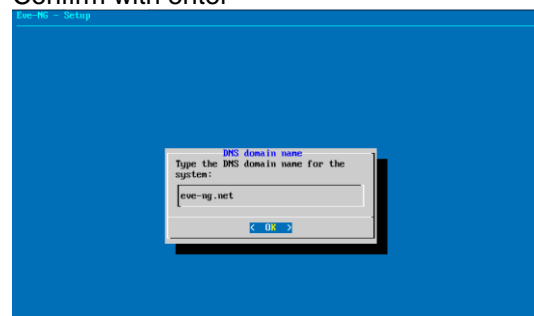 Confirm with enter
Eve-NG - Setup
DNS domain name
Type the DNS domain name for the
system:
eve-ng.net
< OK >